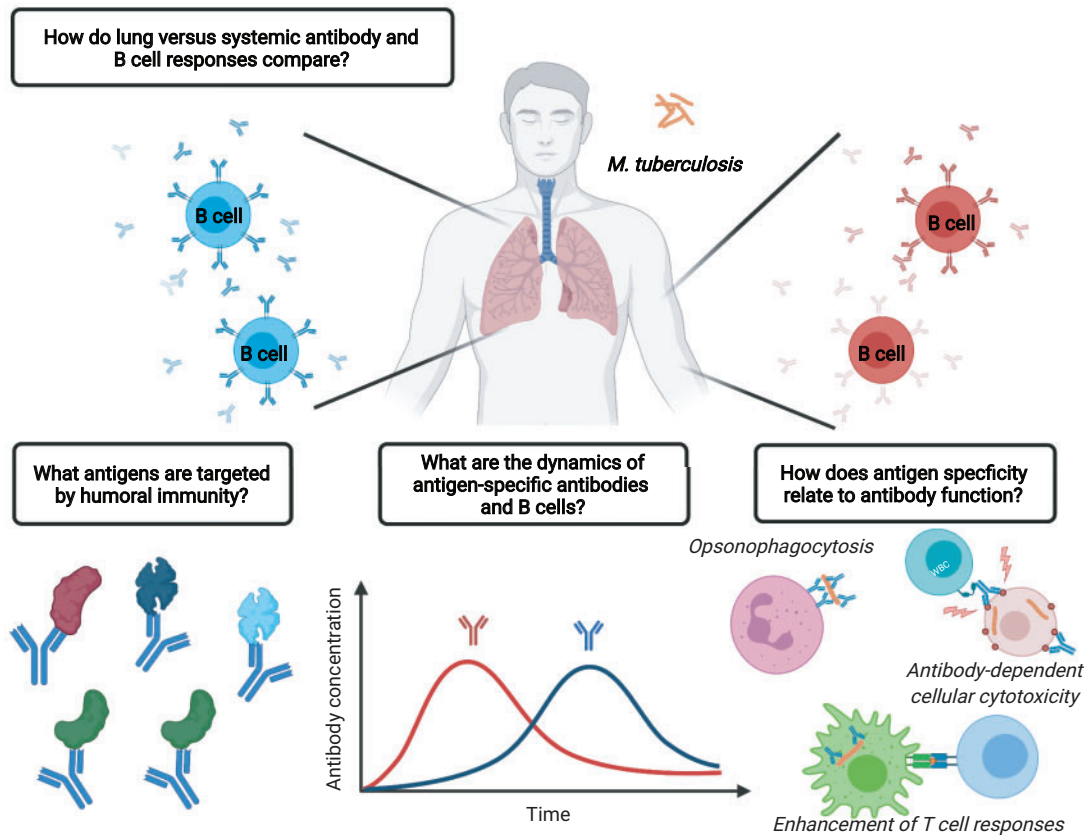 How do lung versus systemic antibody and
B cell responses compare?
M. tuberculosis
B cell
B cell
B cell
B cell
What antigens are targeted
by humoral immunity?
What are the dynamics of
antigen-specific antibodies
and B cells?
How does antigen specficity
relate to antibody function?
Antibody concentration
Time
Opsonophagocytosis
WBC
Antibody-dependent
cellular cytotoxicity
Enhancement of T cell responses